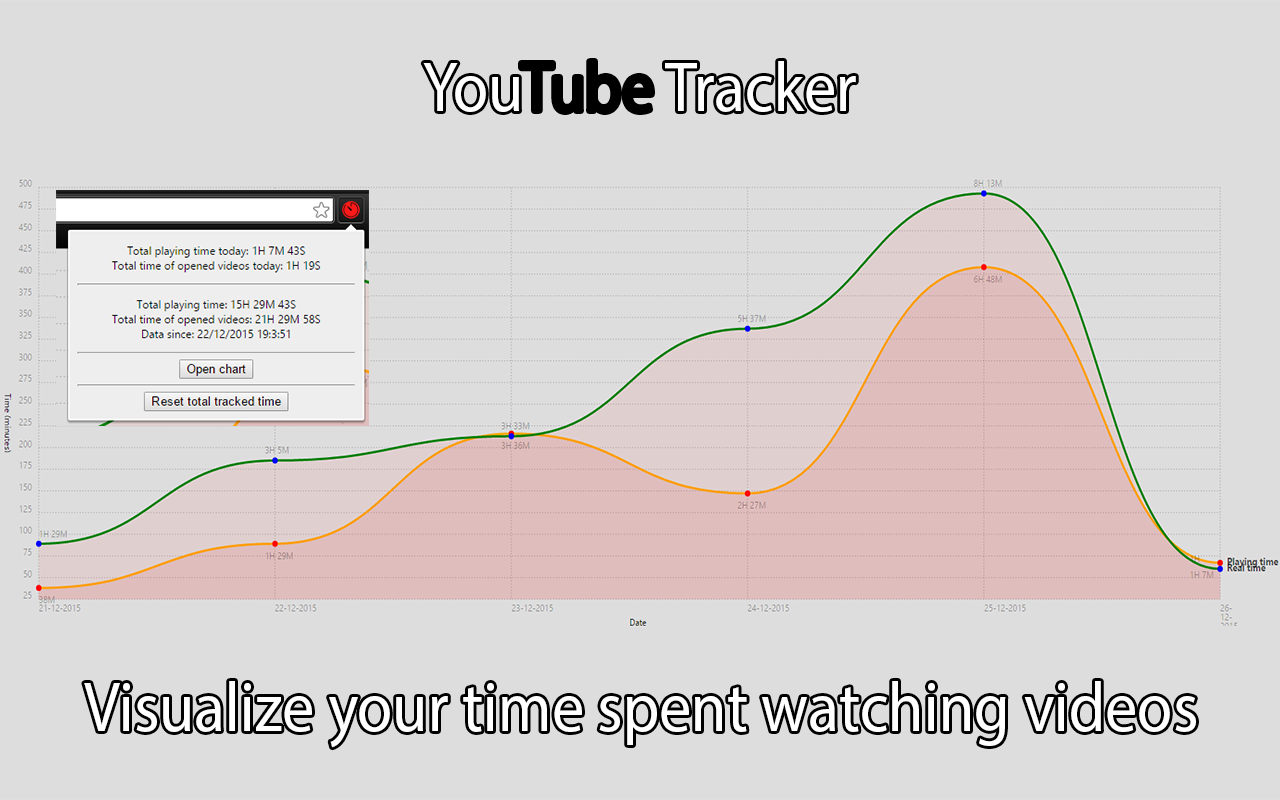 YouTube Tracker
500
475
450
425
400
375
350
325
300
275
250
225
200
175
150
125
100
75
50
25
Time (minutes)
Total playing time today: 1H 7M 43S
Total time of opened videos today: 1H 19S
Total playing time: 15H 29M 43S
Total time of opened videos: 21H 29M 58S
Data since: 22/12/2015 19:3:51
Open chart
Reset total tracked time
1H 29M
38M
3H 5M
1H 29M
3H 33M
3H 36M
5H 37M
2H 27M
8H 13M
6H 48M
1H
1H 7M
Playing time
Real time
21-12-2015
22-12-2015
23-12-2015
24-12-2015
25-12-2015
26-
12-
2015
Date
Visualize your time spent watching videos